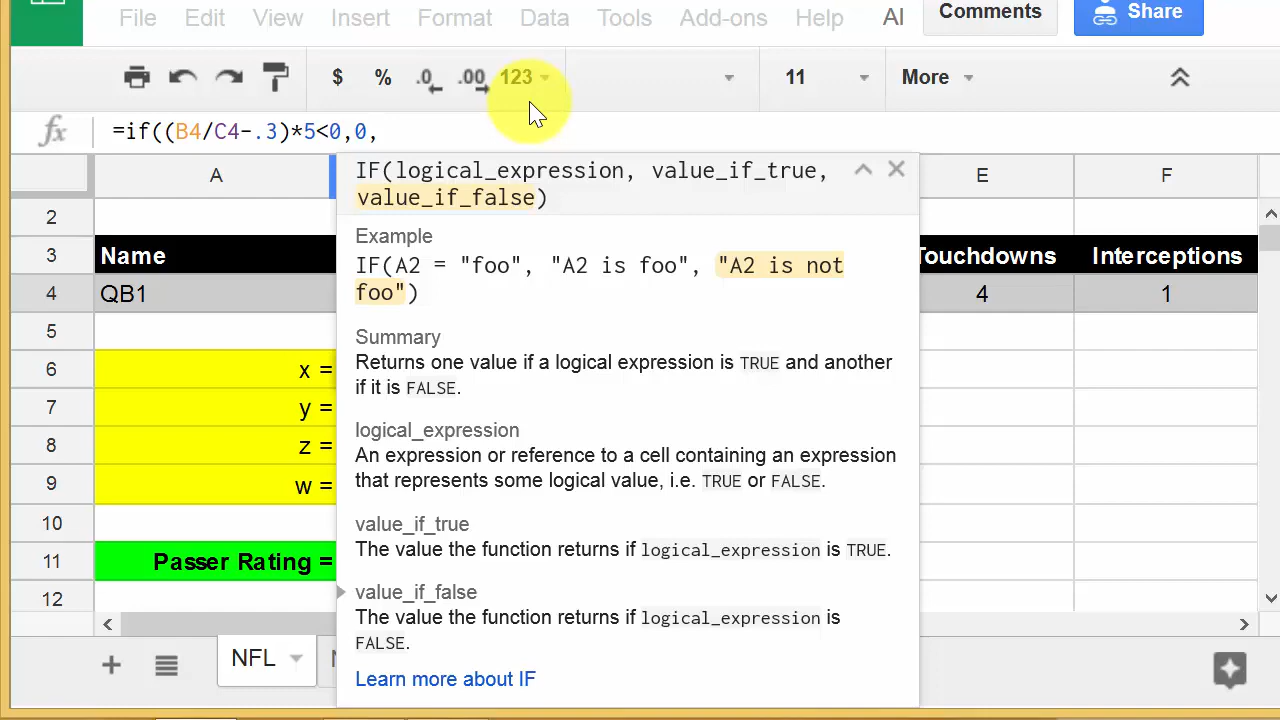 File Edit View Insert Format Data Tools Add-ons Help AI Comments Share
$ % .0 .00 123 11 More
fx =if((B4/C4-.3)*5<0,0,
A E F
IF(logical_expression, value_if_true,
value_if_false)
2
3 Name Touchdowns Interceptions
4 QB1 4 1
5
6 x =
7 y =
8 z =
9 w =
10
11 Passer Rating =
12
Example
IF(A2 = "foo", "A2 is foo", "A2 is not
foo")
Summary
Returns one value if a logical expression is TRUE and another
if it is FALSE.
logical_expression
An expression or reference to a cell containing an expression
that represents some logical value, i.e. TRUE or FALSE.
value_if_true
The value the function returns if logical_expression is TRUE.
value_if_false
The value the function returns if logical_expression is
FALSE.
Learn more about IF
NFL